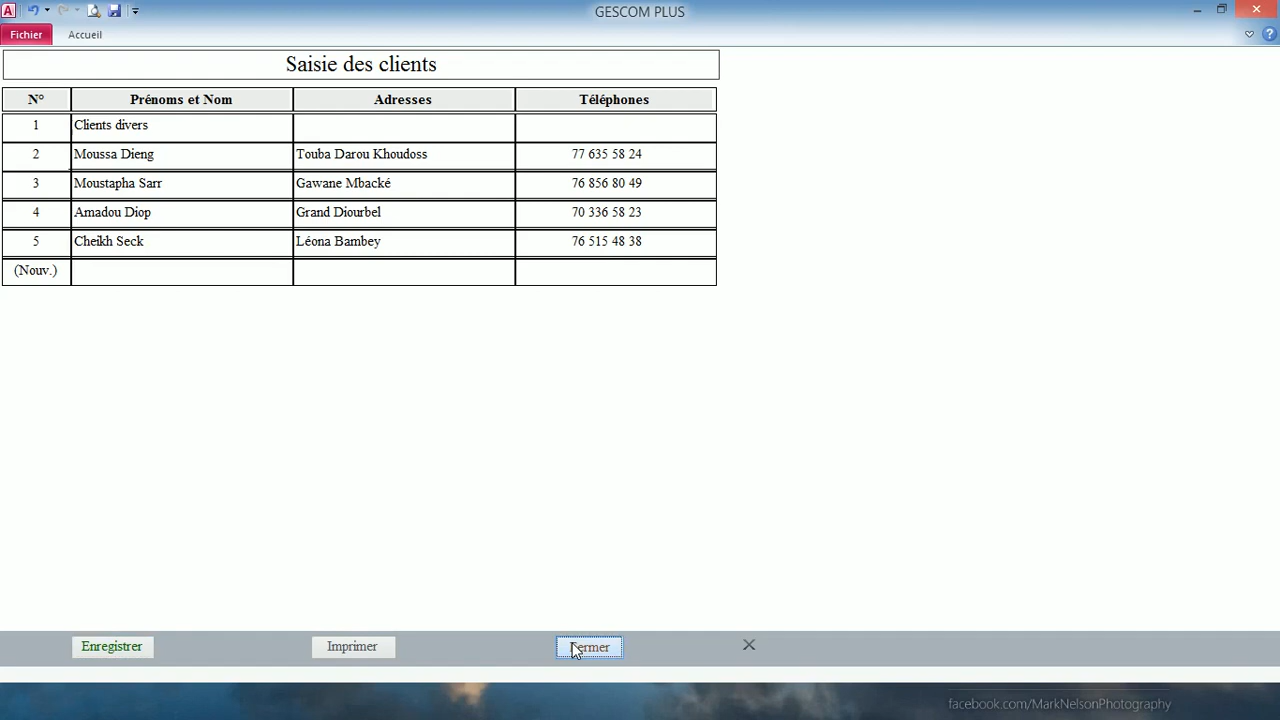 GESCOM PLUS
Fichier Accueil
Saisie des clients
N° Prénoms et Nom Adresses Téléphones
1 Clients divers
2 Moussa Dieng Touba Darou Khoudoss 77 635 58 24
3 Moustapha Sarr Gawane Mbacké 76 856 80 49
4 Amadou Diop Grand Diourbel 70 336 58 23
5 Cheikh Seck Léona Bambey 76 515 48 38
(Nouv.)
Enregistrer Imprimer Fermer
facebook.com/MarkNelsonPhotography